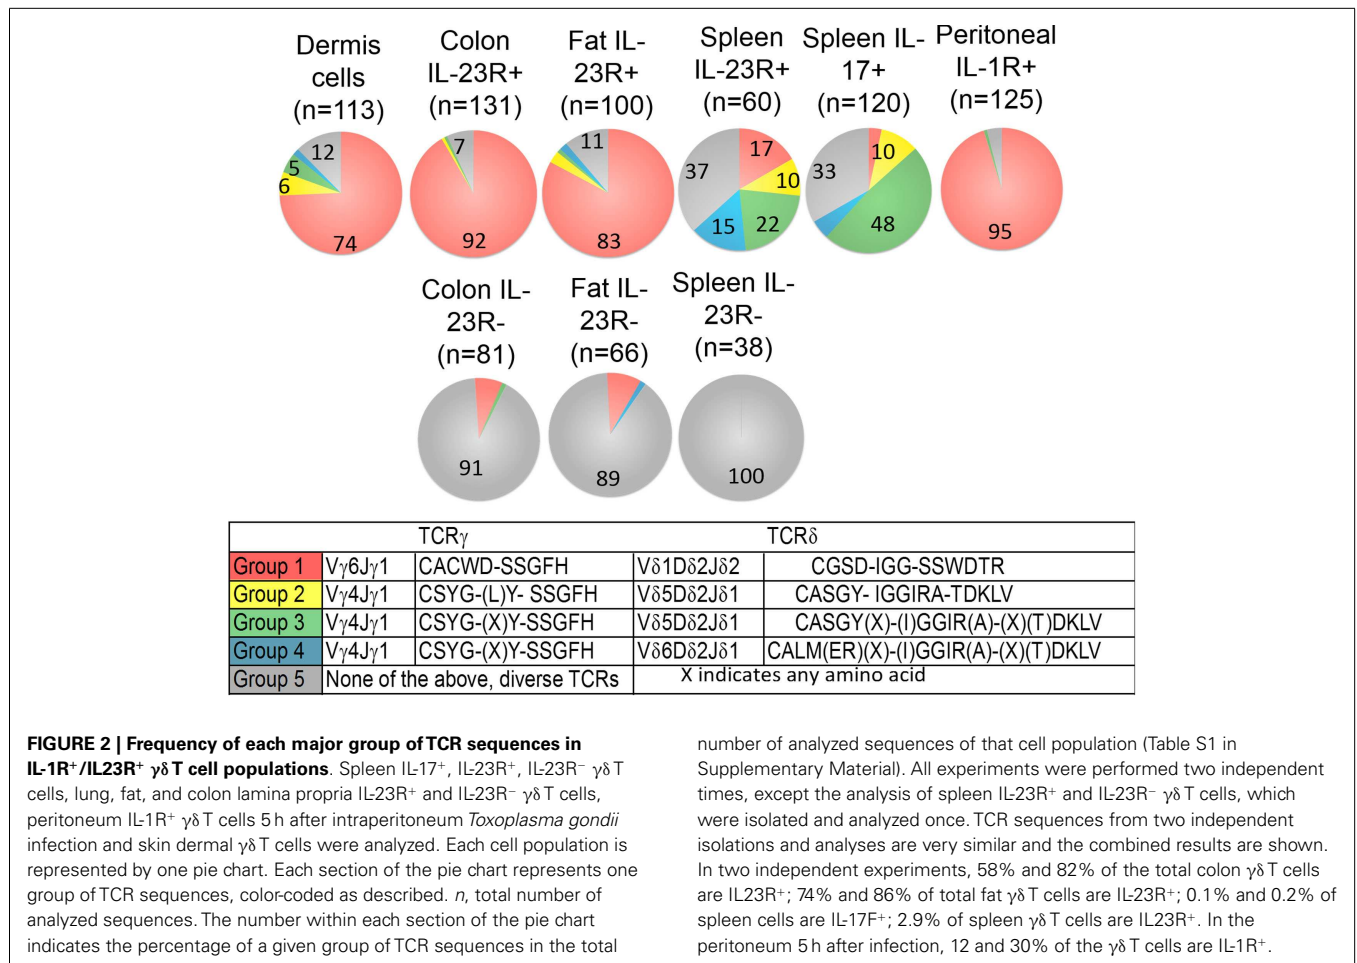 Dermis
cells
(n=113)
Colon
IL-23R+
(n=131)
Fat IL-
23R+
(n=100)
Spleen
IL-23R+
(n=60)
Spleen IL-
17+
(n=120)
Peritoneal
IL-1R+
(n=125)
12
5
6
74
7
92
11
83
17
10
22
15
37
10
48
33
95
Colon IL-
23R-
(n=81)
Fat IL-
23R-
(n=66)
Spleen IL-
23R-
(n=38)
91
89
100
TCRγ TCRδ
Group 1 Vγ6Jγ1 CACWD-SSGFH Vδ1Dδ2Jδ2 CGSD-IGG-SSWDTR
Group 2 Vγ4Jγ1 CSYG-(L)Y- SSGFH Vδ5Dδ2Jδ1 CASGY- IGGIRA-TDKLV
Group 3 Vγ4Jγ1 CSYG-(X)Y-SSGFH Vδ5Dδ2Jδ1 CASGY(X)-(I)GGIR(A)-(X)(T)DKLV
Group 4 Vγ4Jγ1 CSYG-(X)Y-SSGFH Vδ6Dδ2Jδ1 CALM(ER)(X)-(I)GGIR(A)-(X)(T)DKLV
Group 5 None of the above, diverse TCRs X indicates any amino acid
FIGURE 2 | Frequency of each major group of TCR sequences in
IL-1R⁺/IL23R⁺ γδ T cell populations. Spleen IL-17⁺, IL-23R⁺, IL-23R⁻ γδ T
cells, lung, fat, and colon lamina propria IL-23R⁺ and IL-23R⁻ γδ T cells,
peritoneum IL-1R⁺ γδ T cells 5 h after intraperitoneum Toxoplasma gondii
infection and skin dermal γδ T cells were analyzed. Each cell population is
represented by one pie chart. Each section of the pie chart represents one
group of TCR sequences, color-coded as described. n, total number of
analyzed sequences. The number within each section of the pie chart
indicates the percentage of a given group of TCR sequences in the total
number of analyzed sequences of that cell population (Table S1 in
Supplementary Material). All experiments were performed two independent
times, except the analysis of spleen IL-23R⁺ and IL-23R⁻ γδ T cells, which
were isolated and analyzed once. TCR sequences from two independent
isolations and analyses are very similar and the combined results are shown.
In two independent experiments, 58% and 82% of the total colon γδ T cells
are IL23R⁺; 74% and 86% of total fat γδ T cells are IL-23R⁺; 0.1% and 0.2% of
spleen cells are IL-17F⁺; 2.9% of spleen γδ T cells are IL23R⁺. In the
peritoneum 5 h after infection, 12 and 30% of the γδ T cells are IL-1R⁺.